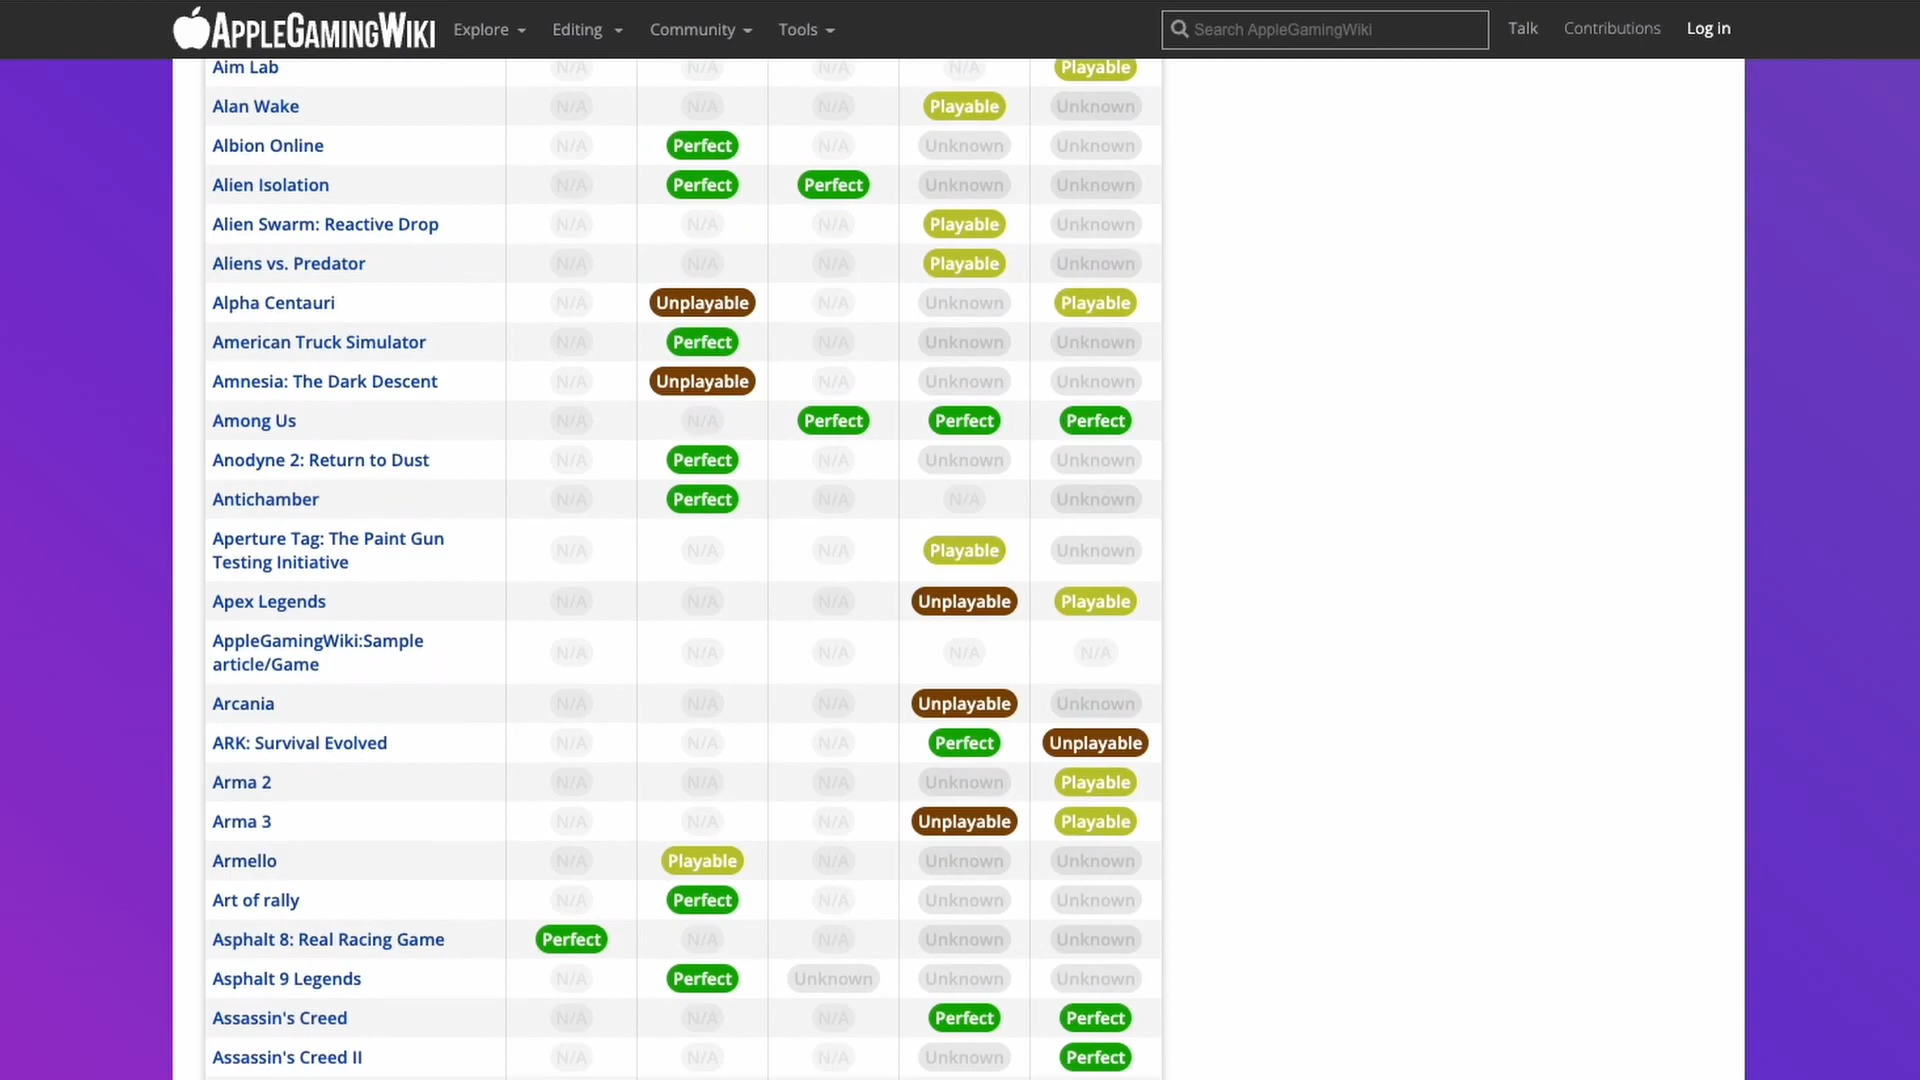 APPLEGAMINGWIKI Explore Editing Community Tools Search AppleGamingWiki Talk Contributions Log in
Aim Lab N/A N/A N/A N/A Playable
Alan Wake N/A N/A N/A Playable Unknown
Albion Online N/A Perfect N/A Unknown Unknown
Alien Isolation N/A Perfect Perfect Unknown Unknown
Alien Swarm: Reactive Drop N/A N/A N/A Playable Unknown
Aliens vs. Predator N/A N/A N/A Playable Unknown
Alpha Centauri N/A Unplayable N/A Unknown Playable
American Truck Simulator N/A Perfect N/A Unknown Unknown
Amnesia: The Dark Descent N/A Unplayable N/A Unknown Unknown
Among Us N/A N/A Perfect Perfect Perfect
Anodyne 2: Return to Dust N/A Perfect N/A Unknown Unknown
Antichamber N/A Perfect N/A N/A Unknown
Aperture Tag: The Paint Gun
Testing Initiative N/A N/A N/A Playable Unknown
Apex Legends N/A N/A N/A Unplayable Playable
AppleGamingWiki:Sample
article/Game N/A N/A N/A N/A N/A
Arcania N/A N/A N/A Unplayable Unknown
ARK: Survival Evolved N/A N/A N/A Perfect Unplayable
Arma 2 N/A N/A N/A Unknown Playable
Arma 3 N/A N/A N/A Unplayable Playable
Armello N/A Playable N/A Unknown Unknown
Art of rally N/A Perfect N/A Unknown Unknown
Asphalt 8: Real Racing Game Perfect N/A N/A Unknown Unknown
Asphalt 9 Legends N/A Perfect Unknown Unknown Unknown
Assassin's Creed N/A N/A N/A Perfect Perfect
Assassin's Creed II N/A N/A N/A Unknown Perfect